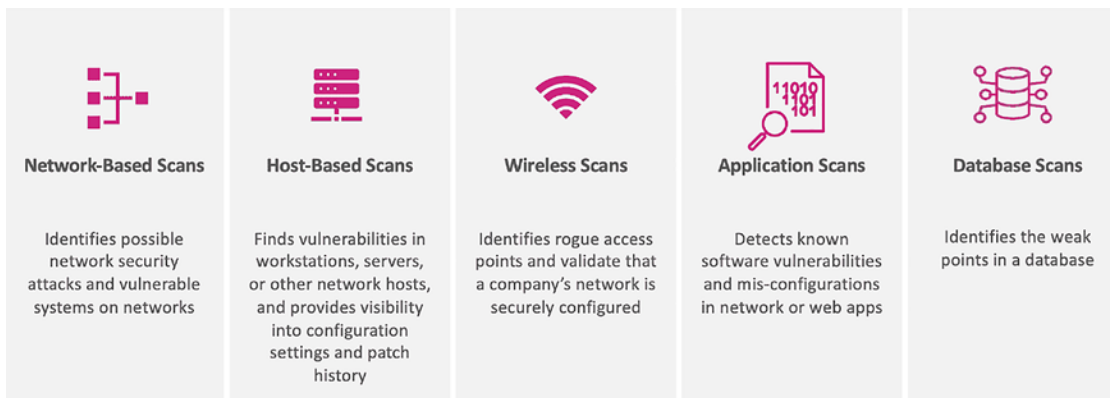 Network-Based Scans
Identifies possible
network security
attacks and vulnerable
systems on networks
Host-Based Scans
Finds vulnerabilities in
workstations, servers,
or other network hosts,
and provides visibility
into configuration
settings and patch
history
Wireless Scans
Identifies rogue access
points and validate that
a company's network is
securely configured
11010
1101
101
Application Scans
Detects known
software vulnerabilities
and mis-configurations
in network or web apps
Database Scans
Identifies the weak
points in a database